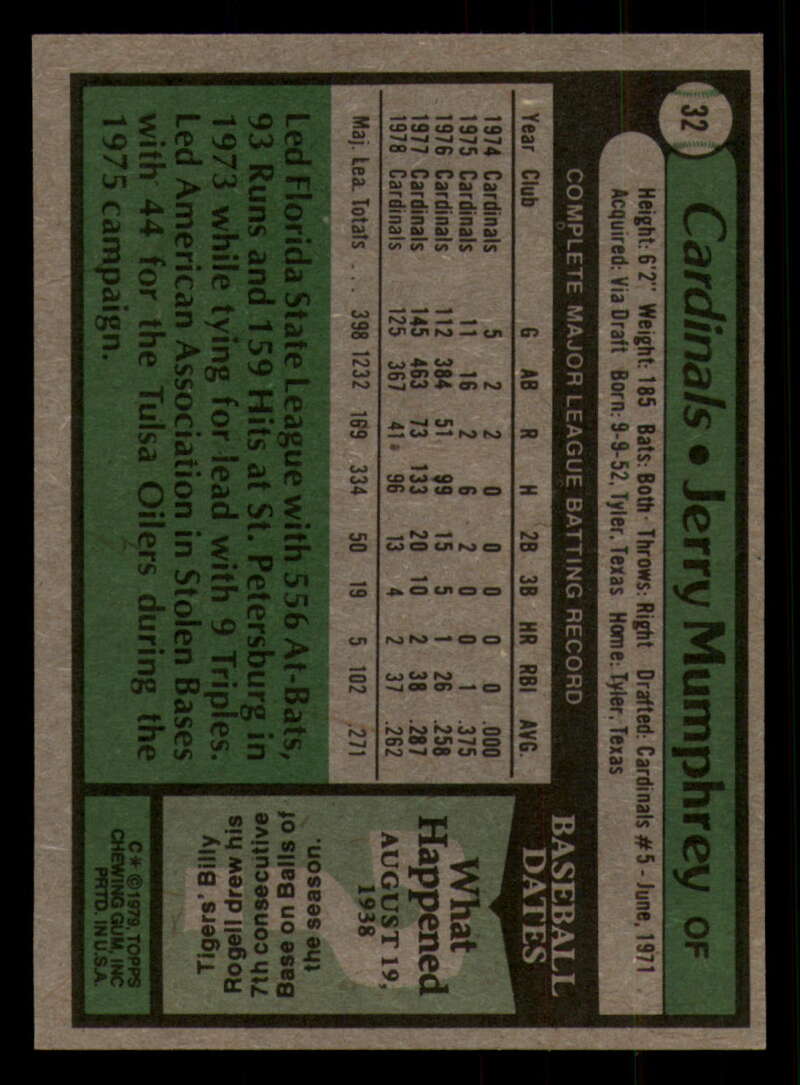 32
Cardinals • Jerry Mumphrey OF
Height: 6'2" Weight: 185 Bats: Both Throws: Right Drafted: Cardinals #5 - June, 1971
Acquired: Via Draft Born: 9-9-52, Tyler, Texas Home: Tyler, Texas
COMPLETE MAJOR LEAGUE BATTING RECORD
Year Club G AB R H 2B 3B HR RBI AVG.
1974 Cardinals 5 2 2 0 0 0 0 0 .000
1975 Cardinals 11 16 2 6 2 0 0 1 .375
1976 Cardinals 112 384 51 99 15 5 1 26 .258
1977 Cardinals 145 463 73 133 20 10 2 38 .287
1978 Cardinals 125 367 41 96 13 4 2 37 .262
Maj. Lea. Totals . . . 398 1232 169 334 50 19 5 102 .271
Led Florida State League with 556 At-Bats,
93 Runs and 159 Hits at St. Petersburg in
1973 while tying for lead with 9 Triples.
Led American Association in Stolen Bases
with 44 for the Tulsa Oilers during the
1975 campaign.
BASEBALL
DATES
What
Happened
AUGUST 19,
1938
Tigers' Billy
Rogell drew his
7th consecutive
Base on Balls of
the season.
C* ©1979, TOPPS
CHEWING GUM, INC
PRTD. IN U.S.A.